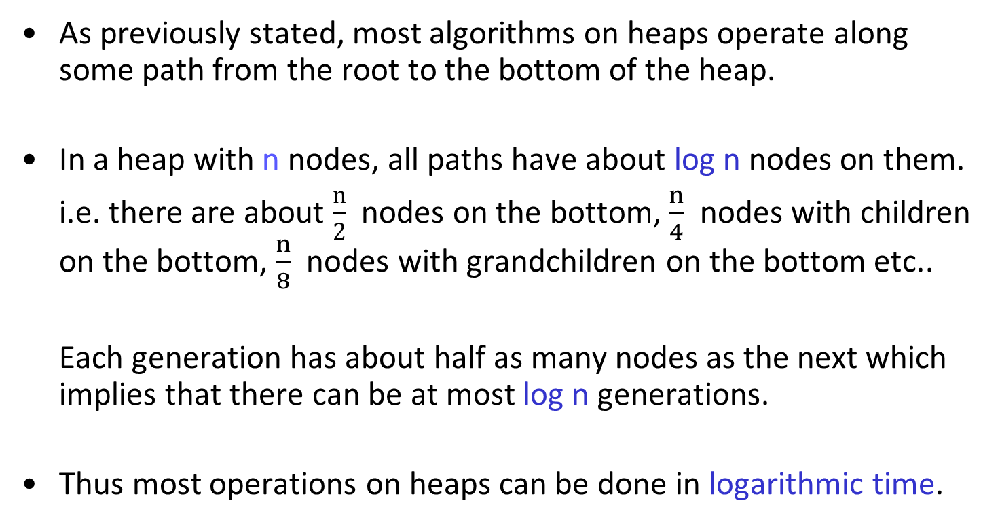 • As previously stated, most algorithms on heaps operate along
some path from the root to the bottom of the heap.
• In a heap with n nodes, all paths have about log n nodes on them.
i.e. there are about n/2 nodes on the bottom, n/4 nodes with children
on the bottom, n/8 nodes with grandchildren on the bottom etc..
Each generation has about half as many nodes as the next which
implies that there can be at most log n generations.
• Thus most operations on heaps can be done in logarithmic time.